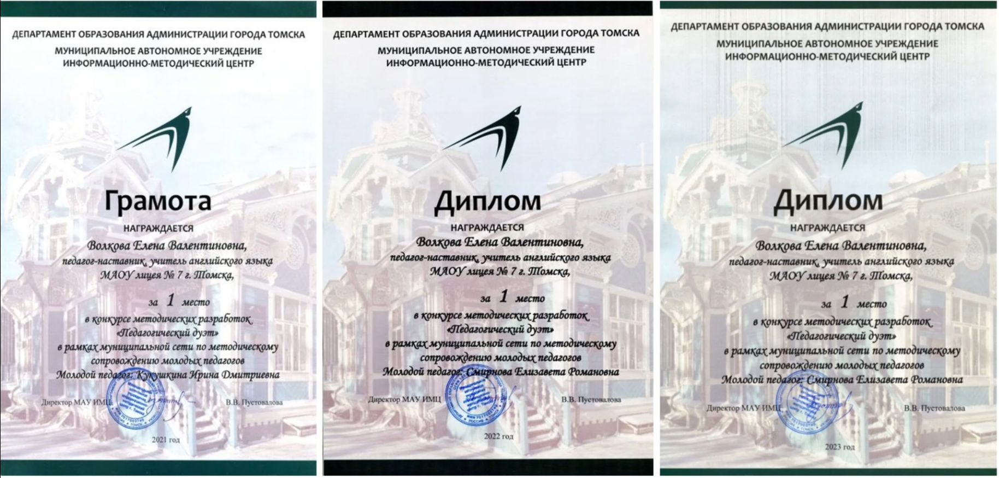 ДЕПАРТАМЕНТ ОБРАЗОВАНИЯ АДМИНИСТРАЦИИ ГОРОДА ТОМСКА
МУНИЦИПАЛЬНОЕ АВТОНОМНОЕ УЧРЕЖДЕНИЕ
ИНФОРМАЦИОННО-МЕТОДИЧЕСКИЙ ЦЕНТР
Грамота
НАГРАЖДАЕТСЯ
Волкова Елена Валентиновна,
педагог-наставник, учитель английского языка
МАОУ лицея № 7 г. Томска,
за 1 место
в конкурсе методических разработок
«Педагогический дуэт»
в рамках муниципальной сети по методическому
сопровождению молодых педагогов
Молодой педагог: Кукушкина Ирина Дмитриевна
Директор МАУ ИМЦ В.В. Пустовалова
2021 год
ДЕПАРТАМЕНТ ОБРАЗОВАНИЯ АДМИНИСТРАЦИИ ГОРОДА ТОМСКА
МУНИЦИПАЛЬНОЕ АВТОНОМНОЕ УЧРЕЖДЕНИЕ
ИНФОРМАЦИОННО-МЕТОДИЧЕСКИЙ ЦЕНТР
Диплом
НАГРАЖДАЕТСЯ
Волкова Елена Валентиновна,
педагог-наставник, учитель английского языка
МАОУ лицея № 7 г. Томска,
за 1 место
в конкурсе методических разработок
«Педагогический дуэт»
в рамках муниципальной сети по методическому
сопровождению молодых педагогов
Молодой педагог: Смирнова Елизавета Романовна
Директор МАУ ИМЦ В.В. Пустовалова
2022 год
ДЕПАРТАМЕНТ ОБРАЗОВАНИЯ АДМИНИСТРАЦИИ ГОРОДА ТОМСКА
МУНИЦИПАЛЬНОЕ АВТОНОМНОЕ УЧРЕЖДЕНИЕ
ИНФОРМАЦИОННО-МЕТОДИЧЕСКИЙ ЦЕНТР
Диплом
НАГРАЖДАЕТСЯ
Волкова Елена Валентиновна,
педагог-наставник, учитель английского языка
МАОУ лицея № 7 г. Томска,
за 1 место
в конкурсе методических разработок
«Педагогический дуэт»
в рамках муниципальной сети по методическому
сопровождению молодых педагогов
Молодой педагог: Смирнова Елизавета Романовна
Директор МАУ ИМЦ В.В. Пустовалова
2023 год